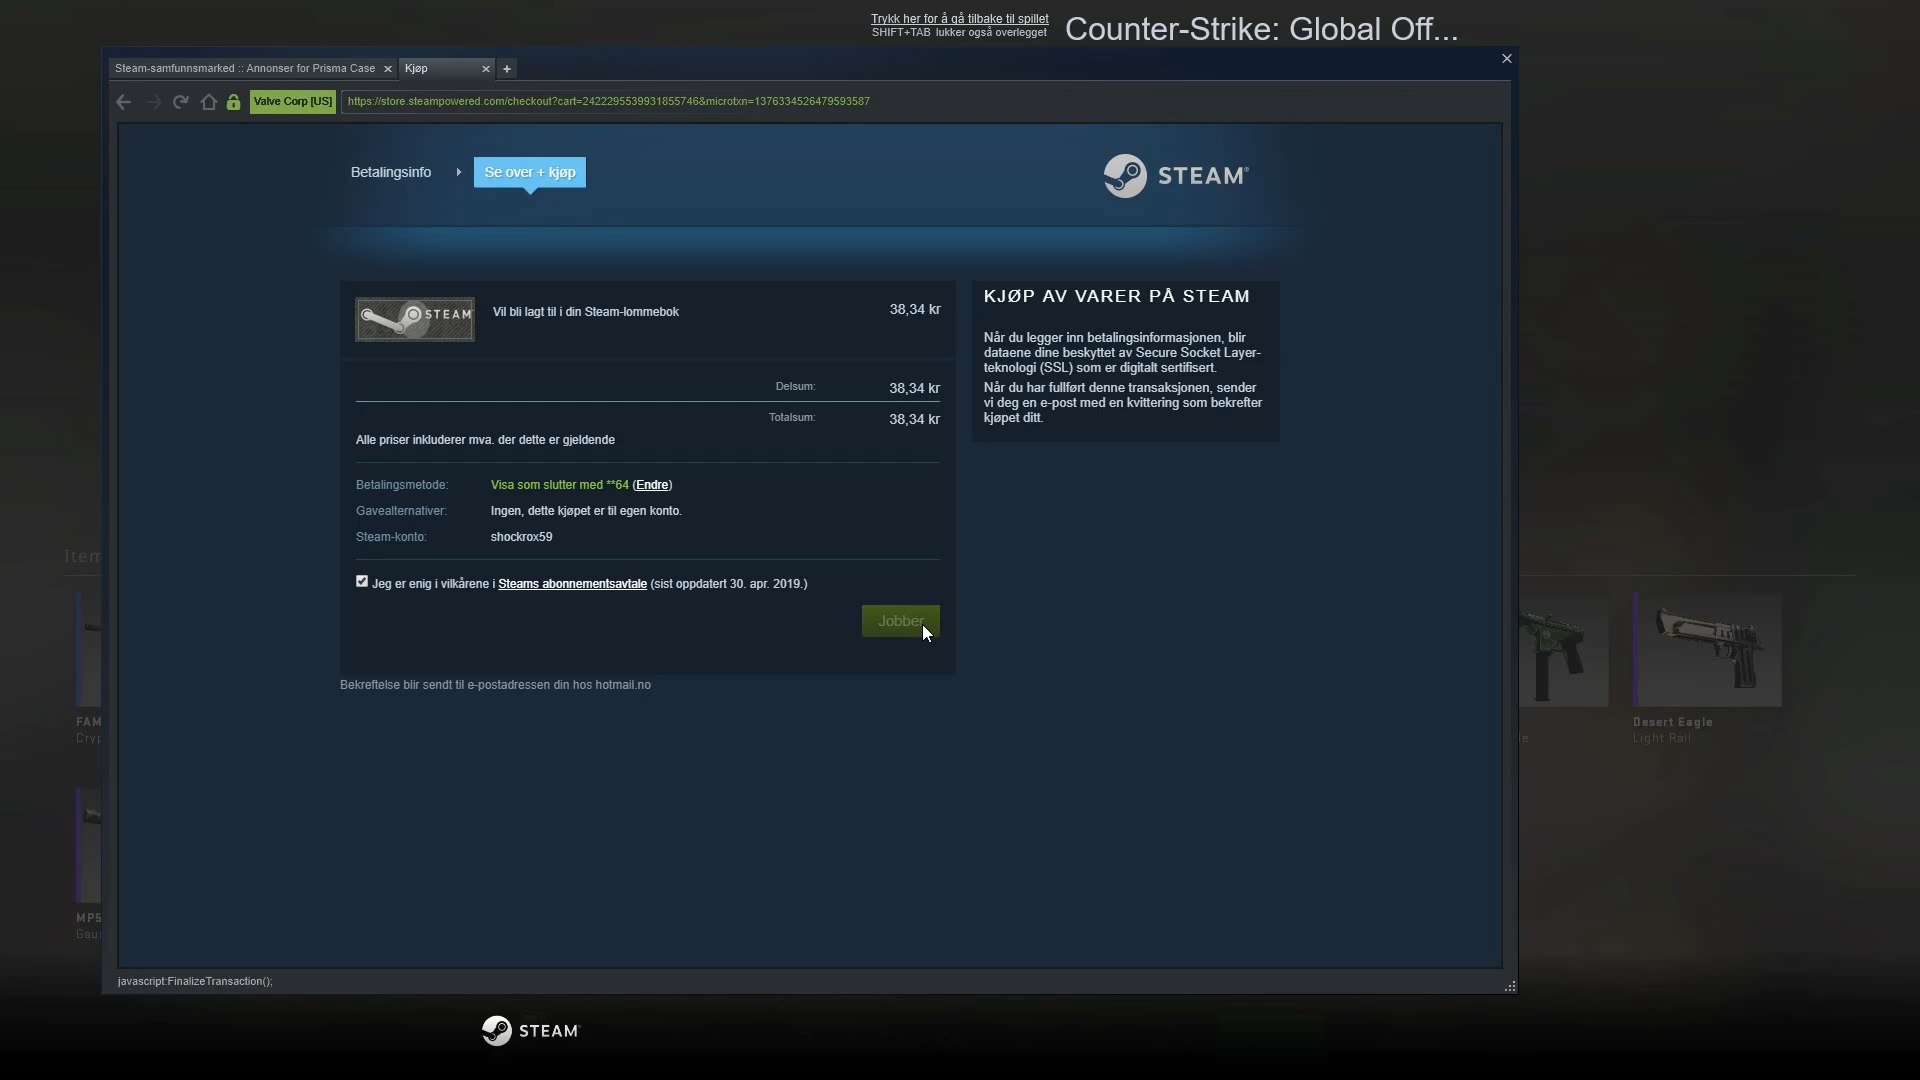 Trykk her for å gå tilbake til spillet
SHIFT+TAB lukker også overlegget
Counter-Strike: Global Off...
Steam-samfunnsmarked :: Annonser for Prisma Case
Kjøp
Valve Corp [US]
https://store.steampowered.com/checkout?cart=2422295539931855746&microtxn=1376334526479593587
Betalingsinfo
Se over + kjøp
STEAM
STEAM
Vil bli lagt til i din Steam-lommebok
38,34 kr
Delsum:
38,34 kr
Totalsum:
38,34 kr
Alle priser inkluderer mva. der dette er gjeldende
Betalingsmetode:
Visa som slutter med **64 (Endre)
Gavealternativer:
Ingen, dette kjøpet er til egen konto.
Steam-konto:
shockrox59
Jeg er enig i vilkårene i Steams abonnementsavtale (sist oppdatert 30. apr. 2019.)
Jobber
Bekreftelse blir sendt til e-postadressen din hos hotmail.no
KJØP AV VARER PÅ STEAM
Når du legger inn betalingsinformasjonen, blir
dataene dine beskyttet av Secure Socket Layer-
teknologi (SSL) som er digitalt sertifisert.
Når du har fullført denne transaksjonen, sender
vi deg en e-post med en kvittering som bekrefter
kjøpet ditt.
Item
FAM
Cryp
MP5
Gau
Desert Eagle
Light Rail
javascript:FinalizeTransaction();
STEAM